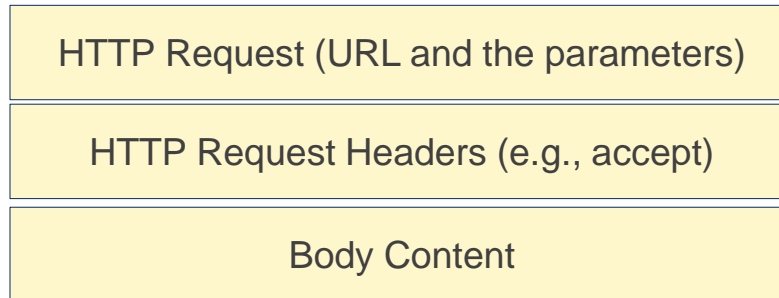 HTTP Request (URL and the parameters)
HTTP Request Headers (e.g., accept)
Body Content